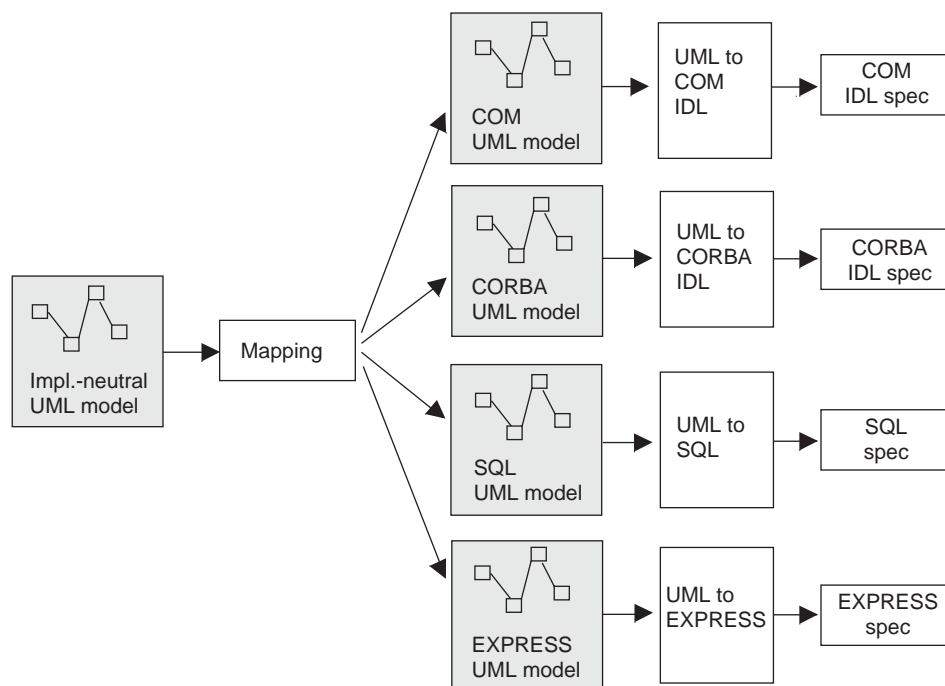 Impl.-neutral
UML model
Mapping
COM
UML model
UML to
COM
IDL
COM
IDL spec
CORBA
UML model
UML to
CORBA
IDL
CORBA
IDL spec
SQL
UML model
UML to
SQL
SQL
spec
EXPRESS
UML model
UML to
EXPRESS
EXPRESS
spec